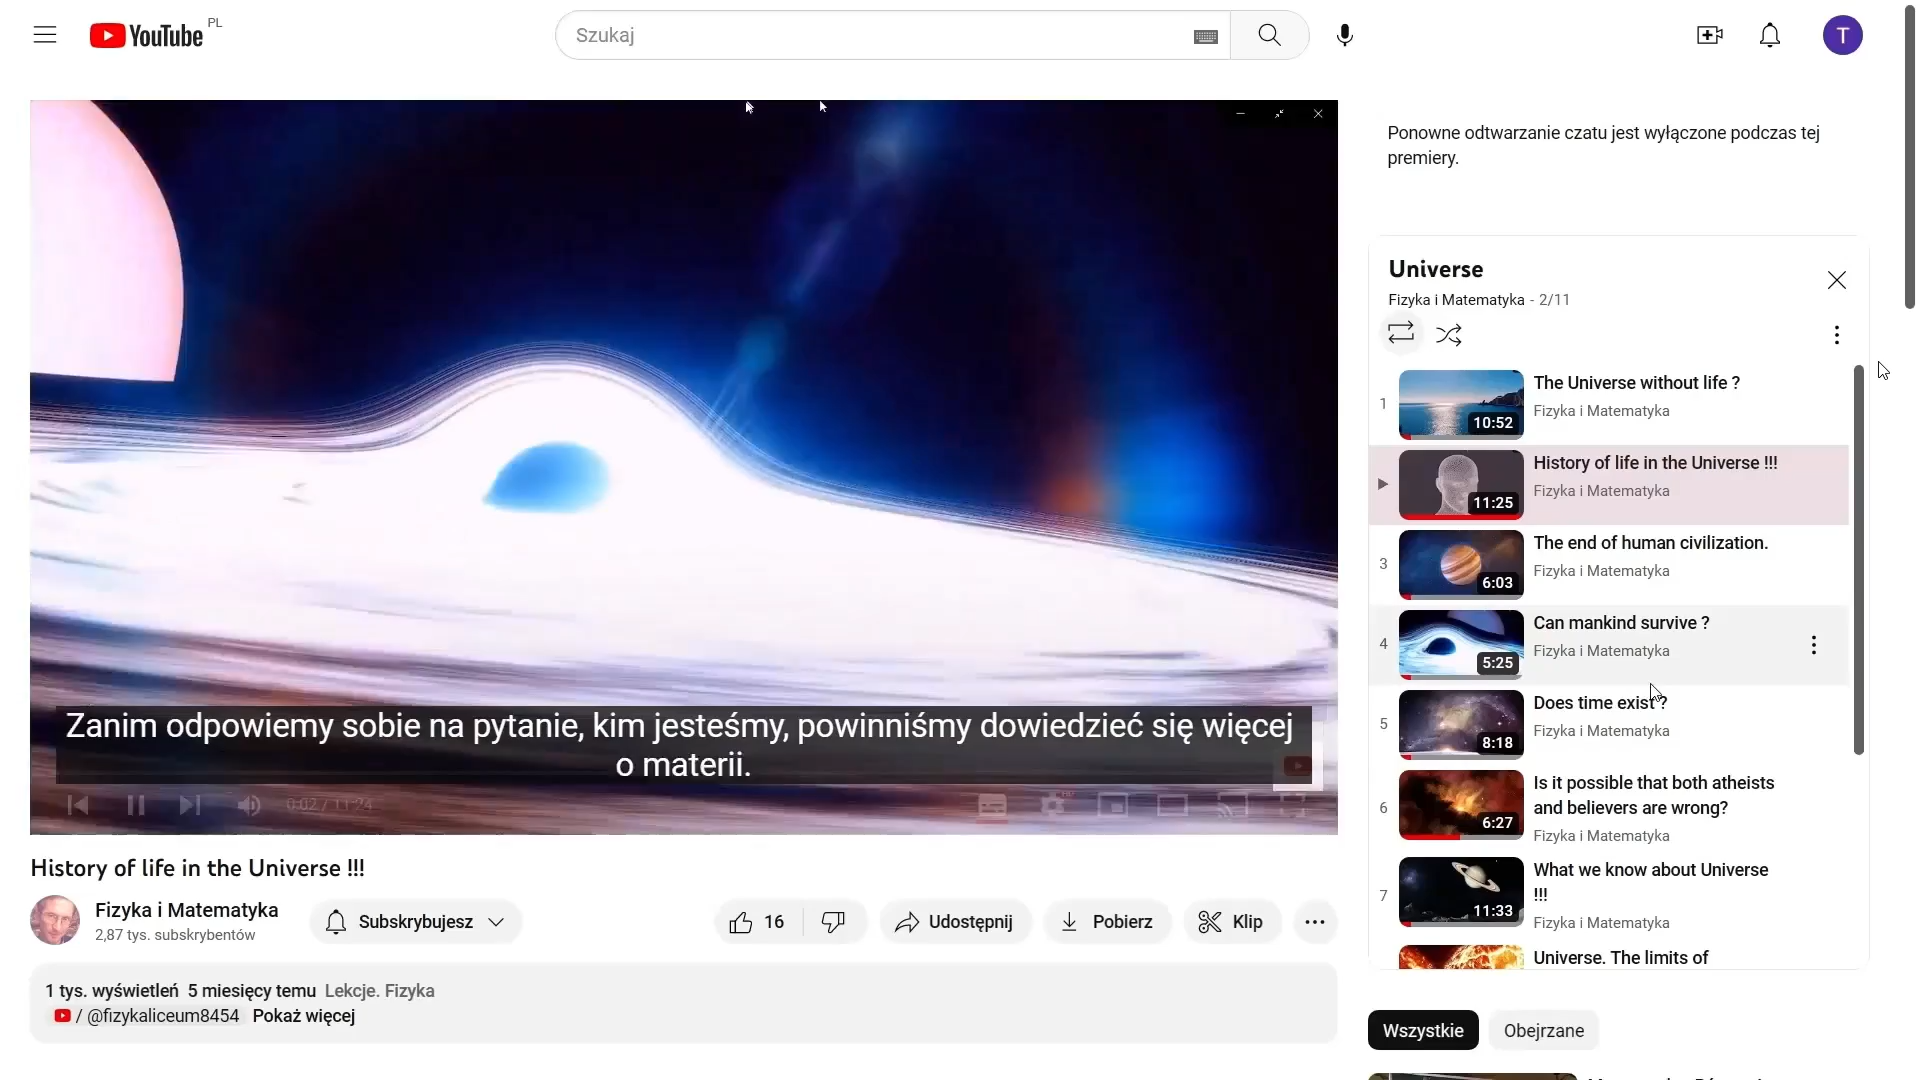 YouTube PL
Szukaj
T
Ponowne odtwarzanie czatu jest wyłączone podczas tej
premiery.
Universe
Fizyka i Matematyka - 2/11
1
10:52
The Universe without life ?
Fizyka i Matematyka
11:25
History of life in the Universe !!!
Fizyka i Matematyka
3
6:03
The end of human civilization.
Fizyka i Matematyka
4
5:25
Can mankind survive ?
Fizyka i Matematyka
5
8:18
Does time exist ?
Fizyka i Matematyka
6
6:27
Is it possible that both atheists
and believers are wrong?
Fizyka i Matematyka
7
11:33
What we know about Universe
!!!
Fizyka i Matematyka
Universe. The limits of
Wszystkie
Obejrzane
Zanim odpowiemy sobie na pytanie, kim jesteśmy, powinniśmy dowiedzieć się więcej
o materii.
0:02 / 11:24
HD
History of life in the Universe !!!
Fizyka i Matematyka
2,87 tys. subskrybentów
Subskrybujesz
16
Udostępnij
Pobierz
Klip
1 tys. wyświetleń 5 miesięcy temu Lekcje. Fizyka
/ @fizykaliceum8454 Pokaż więcej